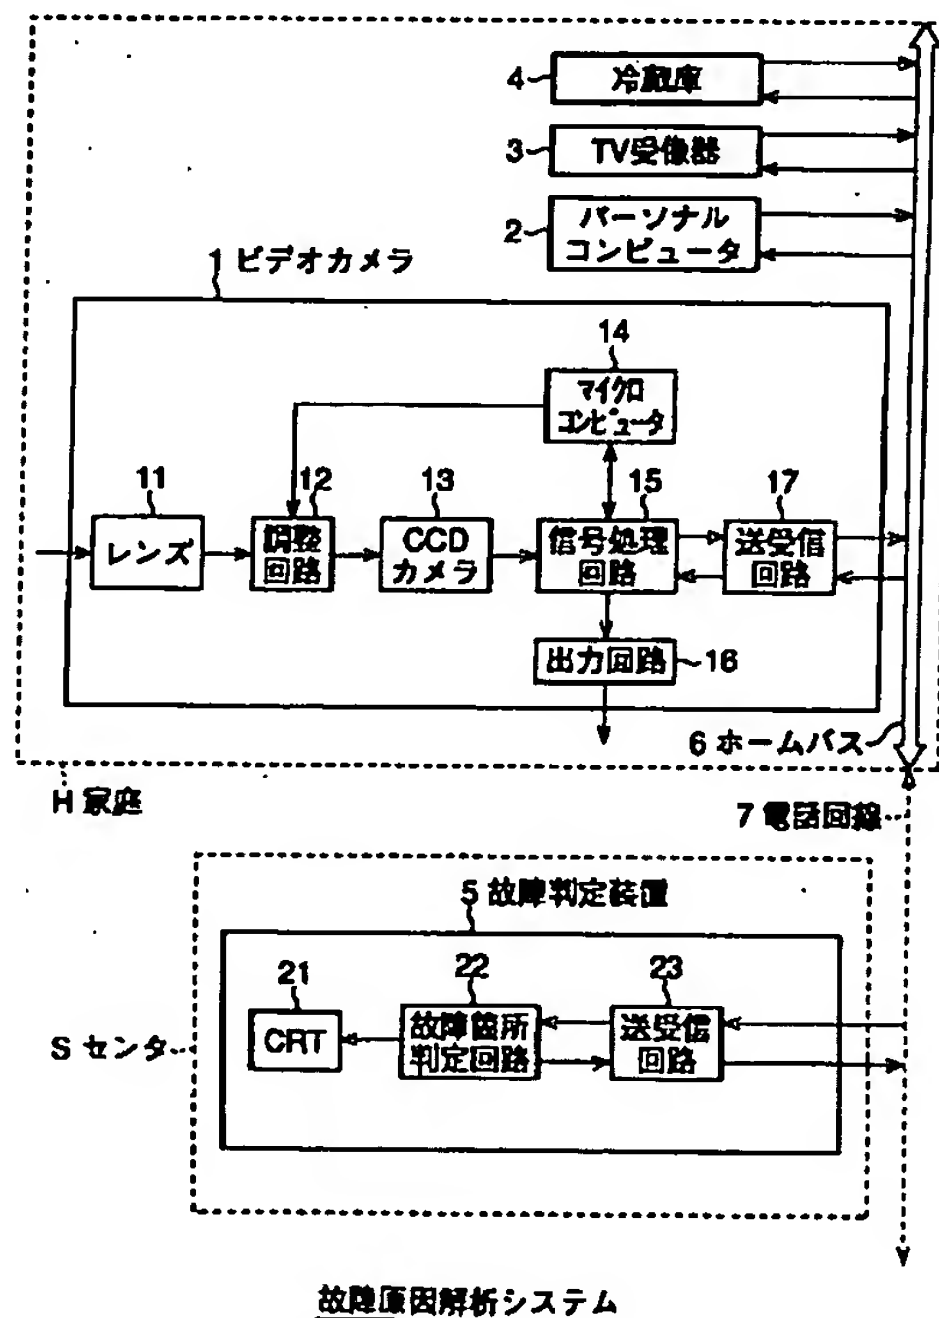 4 冷蔵庫
3 TV受像器
2 パーソナル
コンピュータ
1 ビデオカメラ
14
マイクロ
コンピュータ
11
レンズ
12
調整
回路
13
CCD
カメラ
15
信号処理
回路
17
送受信
回路
出力回路 16
6 ホームバス
H 家庭
7 電話回線
5 故障判定装置
21
CRT
22
故障箇所
判定回路
23
送受信
回路
S センタ
故障原因解析システム